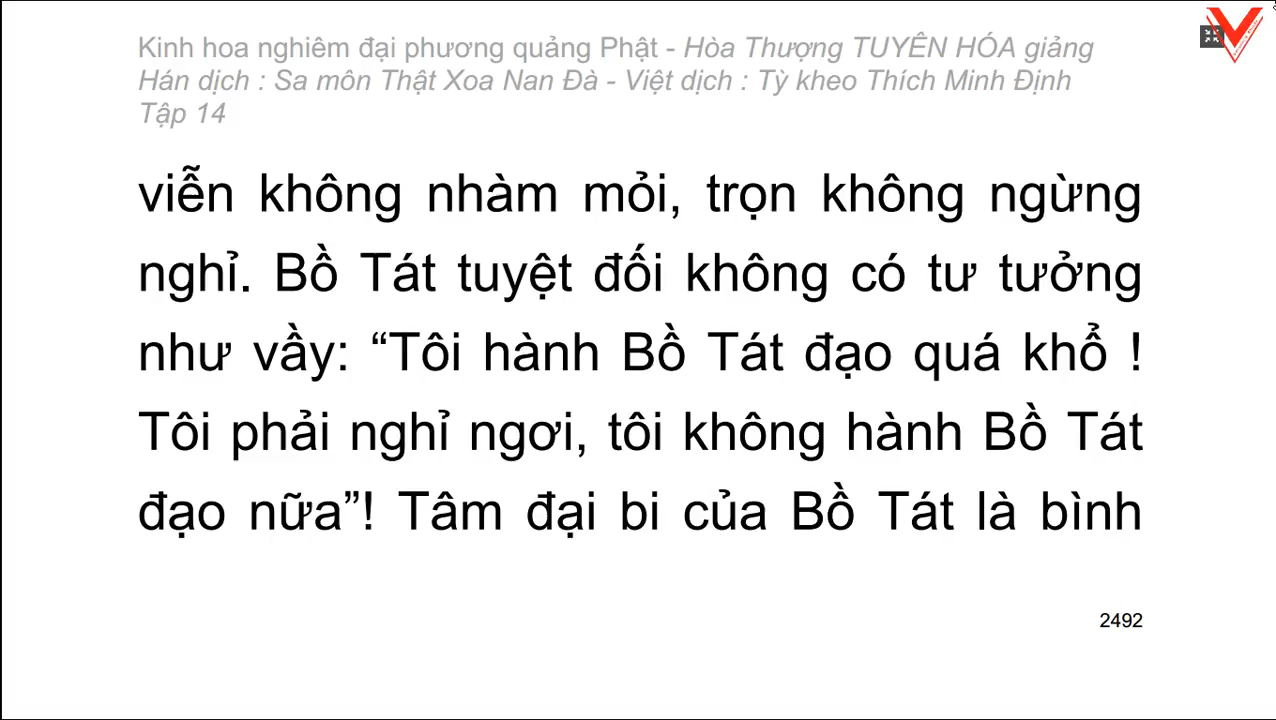 Kinh hoa nghiêm đại phương quảng Phật - Hòa Thượng TUYÊN HÓA giảng
Hán dịch : Sa môn Thật Xoa Nan Đà - Việt dịch : Tỳ kheo Thích Minh Định
Tập 14
viễn không nhàm mỏi, trọn không ngừng
nghỉ. Bồ Tát tuyệt đối không có tư tưởng
như vầy: “Tôi hành Bồ Tát đạo quá khổ !
Tôi phải nghỉ ngơi, tôi không hành Bồ Tát
đạo nữa”! Tâm đại bi của Bồ Tát là bình
2492